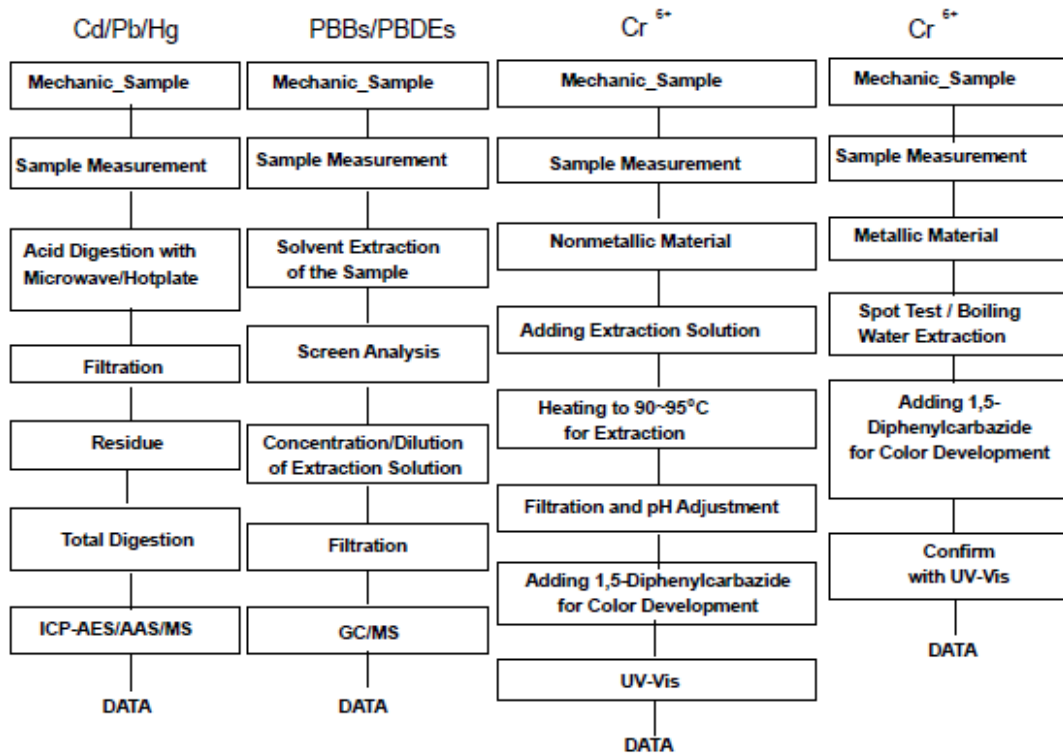 Cd/Pb/Hg
Mechanic_Sample
Sample Measurement
Acid Digestion with
Microwave/Hotplate
Filtration
Residue
Total Digestion
ICP-AES/AAS/MS
DATA
PBBs/PBDEs
Mechanic_Sample
Sample Measurement
Solvent Extraction
of the Sample
Screen Analysis
Concentration/Dilution
of Extraction Solution
Filtration
GC/MS
DATA
Cr 6+
Mechanic_Sample
Sample Measurement
Nonmetallic Material
Adding Extraction Solution
Heating to 90~95°C
for Extraction
Filtration and pH Adjustment
Adding 1,5-Diphenylcarbazide
for Color Development
UV-Vis
DATA
Cr 6+
Mechanic_Sample
Sample Measurement
Metallic Material
Spot Test / Boiling
Water Extraction
Adding 1,5-
Diphenylcarbazide
for Color Development
Confirm
with UV-Vis
DATA